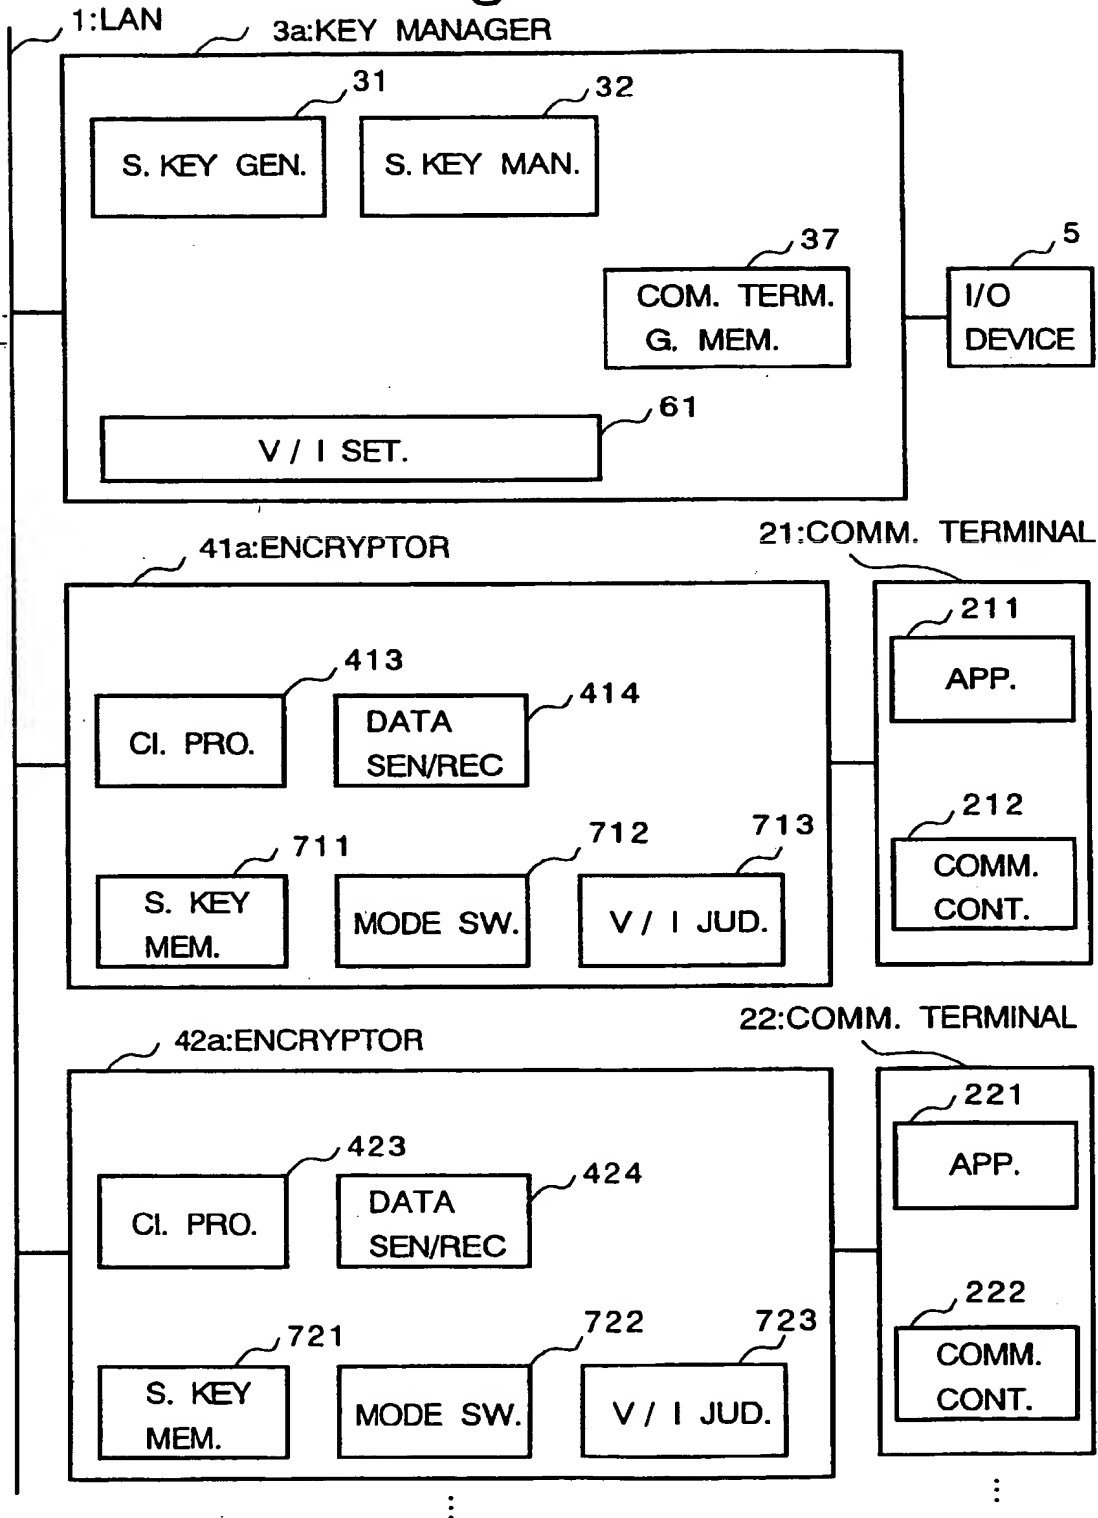 1:LAN
3a:KEY MANAGER
31
32
S. KEY GEN.
S. KEY MAN.
37
5
COM. TERM.
G. MEM.
I/O
DEVICE
61
V / I SET.
41a:ENCRYPTOR
21:COMM. TERMINAL
211
APP.
413
414
CI. PRO.
DATA
SEN/REC
212
COMM.
CONT.
711
712
713
S. KEY
MEM.
MODE SW.
V / I JUD.
42a:ENCRYPTOR
22:COMM. TERMINAL
221
APP.
423
424
CI. PRO.
DATA
SEN/REC
222
COMM.
CONT.
721
722
723
S. KEY
MEM.
MODE SW.
V / I JUD.